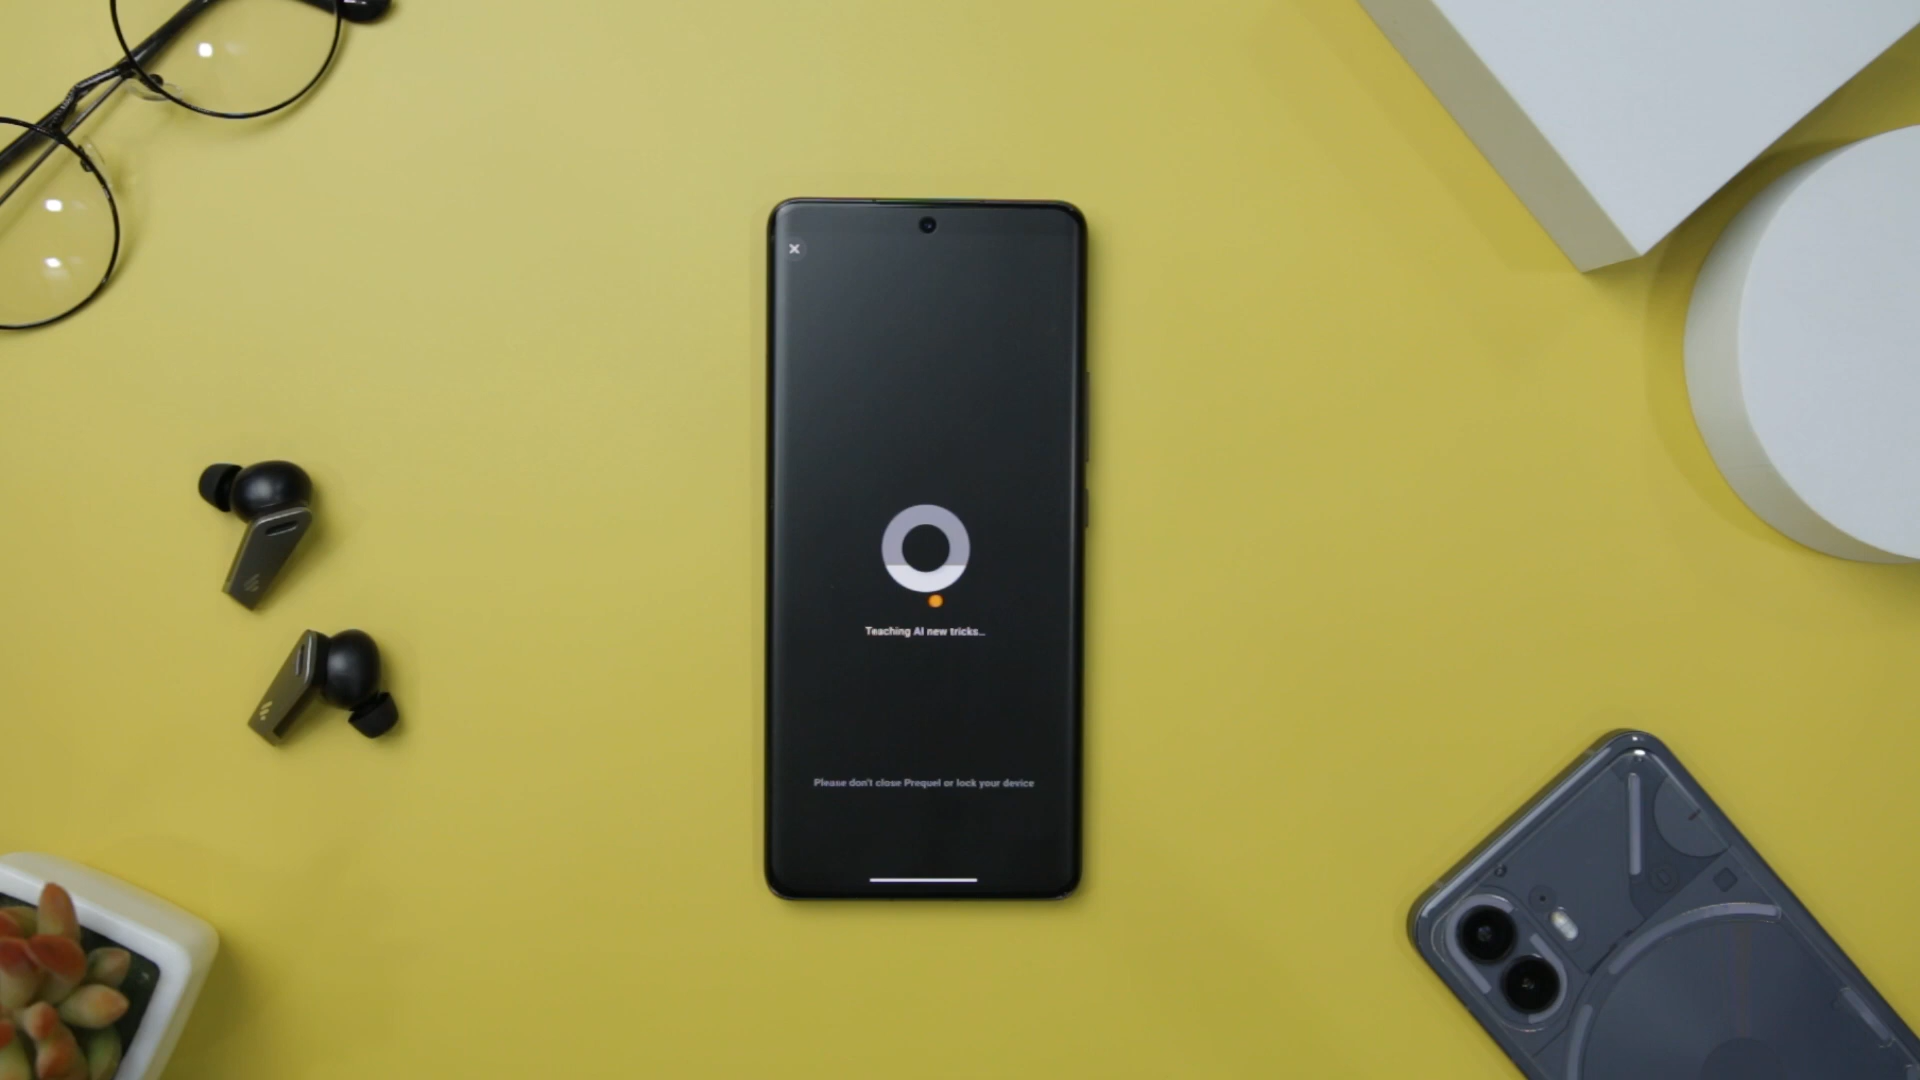 Teaching AI new tricks...
Please don't close Prequel or lock your device